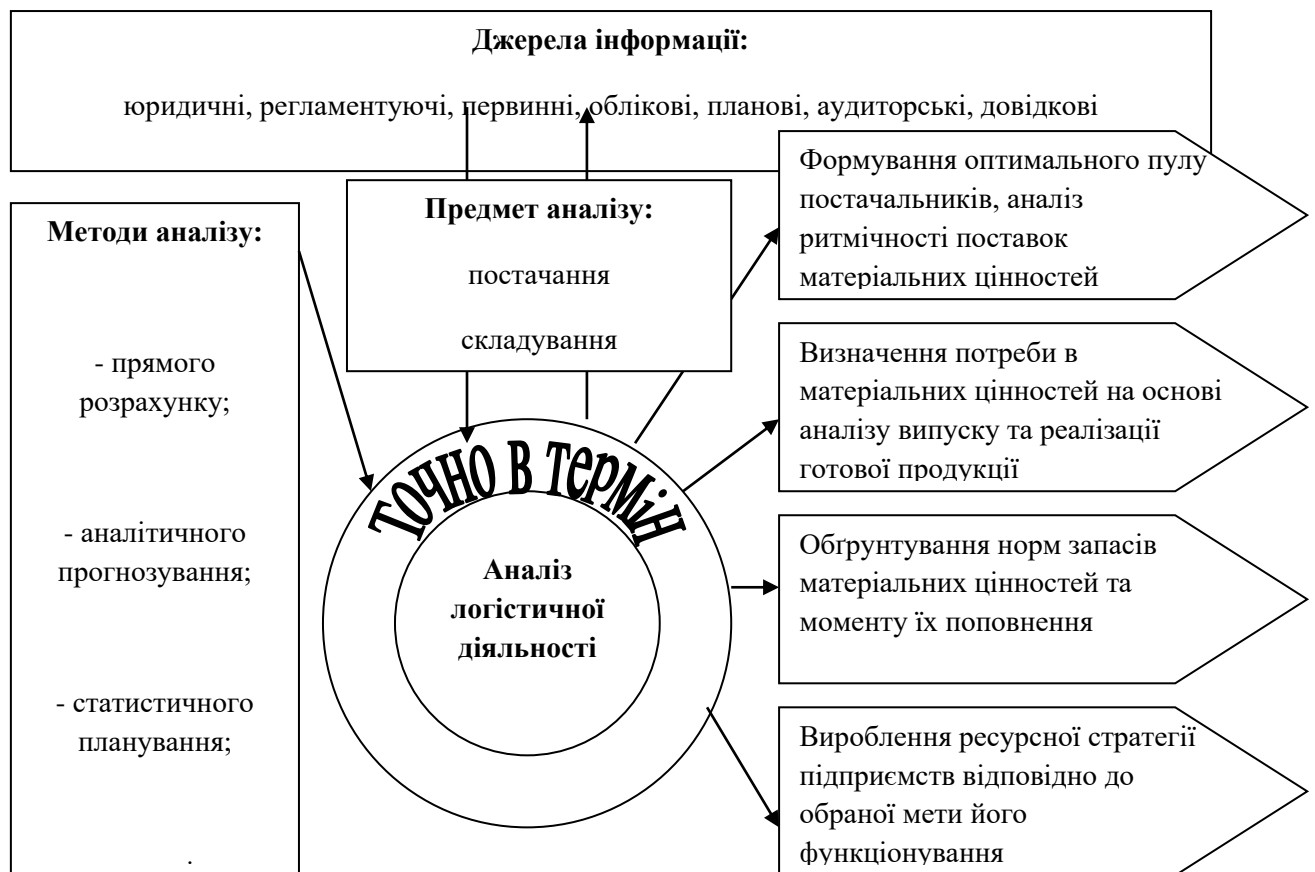 Джерела інформації:
юридичні, регламентуючі, первинні, облікові, планові, аудиторські, довідкові
Методи аналізу:
- прямого
розрахунку;
- аналітичного
прогнозування;
- статистичного
планування;
Предмет аналізу:
постачання
складування
Точно в термін
Аналіз
логістичної
діяльності
Формування оптимального пулу
постачальників, аналіз
ритмічності поставок
матеріальних цінностей
Визначення потреби в
матеріальних цінностей на основі
аналізу випуску та реалізації
готової продукції
Обґрунтування норм запасів
матеріальних цінностей та
моменту їх поповнення
Вироблення ресурсної стратегії
підприємств відповідно до
обраної мети його
функціонування